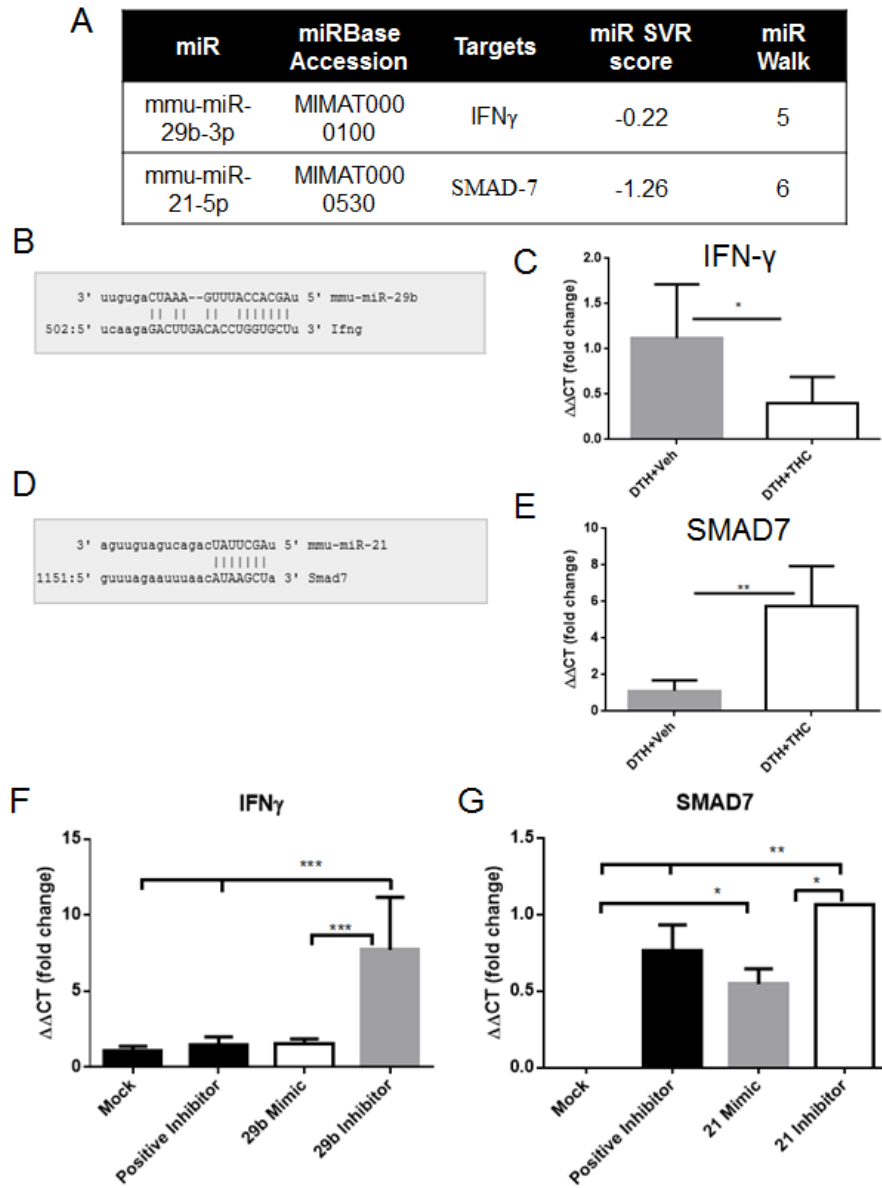 A
miR
miRBase
Accession
Targets
miR SVR
score
miR
Walk
mmu-miR-
29b-3p
MIMAT000
0100
IFNγ
-0.22
5
mmu-miR-
21-5p
MIMAT000
0530
SMAD-7
-1.26
6
B
3' uugugaCUAAA--GUUUACCACGAu 5' mmu-miR-29b
|| || || |||||||
502:5' ucaagaGACUUGACACCUGGUGCUu 3' Ifng
C
IFN-γ
ΔΔCT (fold change)
2.0
1.5
1.0
0.5
0.0
*
DTH+Veh
DTH+THC
D
3' aguuguagucagacUAUUCGAu 5' mmu-miR-21
|||||||
1151:5' guuuagaauuuaacAUAAGCUa 3' Smad7
E
SMAD7
ΔΔCT (fold change)
10
8
6
4
2
0
**
DTH+Veh
DTH+THC
F
IFNγ
ΔΔCT (fold change)
15
10
5
0
***
***
Mock
Positive Inhibitor
29b Mimic
29b Inhibitor
G
SMAD7
ΔΔCT (fold change)
1.5
1.0
0.5
0.0
**
*
*
Mock
Positive Inhibitor
21 Mimic
21 Inhibitor